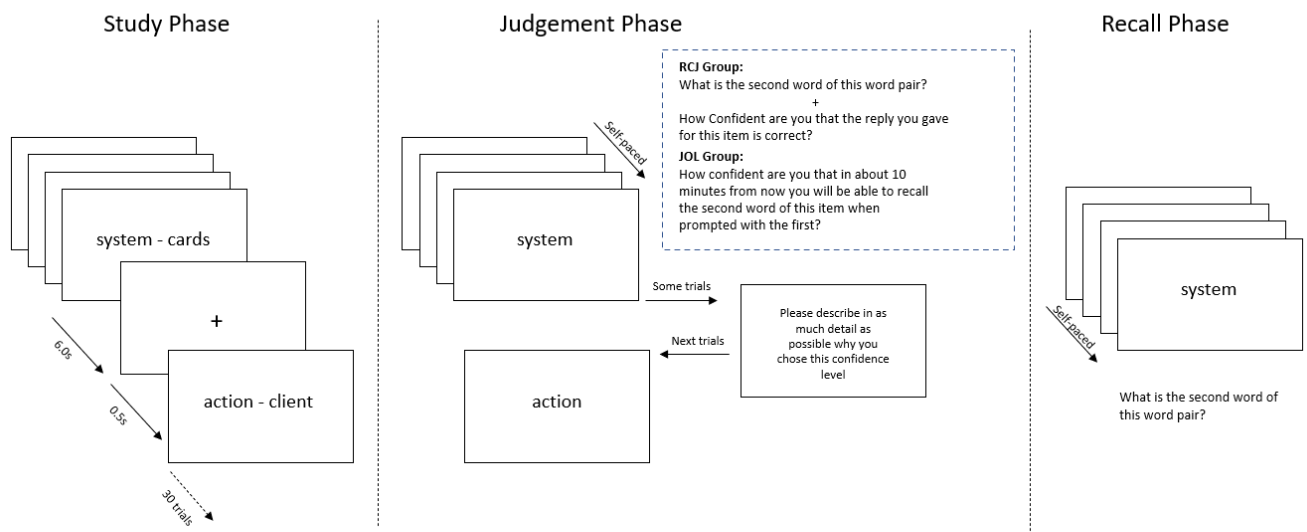 Study Phase
system - cards
+
action - client
6.0s
0.5s
30 trials
Judgement Phase
Self-paced
RCJ Group:
What is the second word of this word pair?
+
How Confident are you that the reply you gave
for this item is correct?
JOL Group:
How confident are you that in about 10
minutes from now you will be able to recall
the second word of this item when
prompted with the first?
system
Some trials
Please describe in as
much detail as
possible why you
chose this confidence
level
Next trials
action
Recall Phase
system
Self-paced
What is the second word of
this word pair?